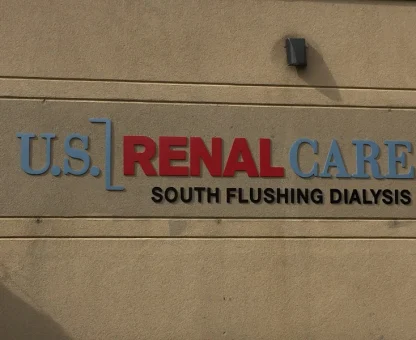 U.S. RENAL CARE
SOUTH FLUSHING DIALYSIS